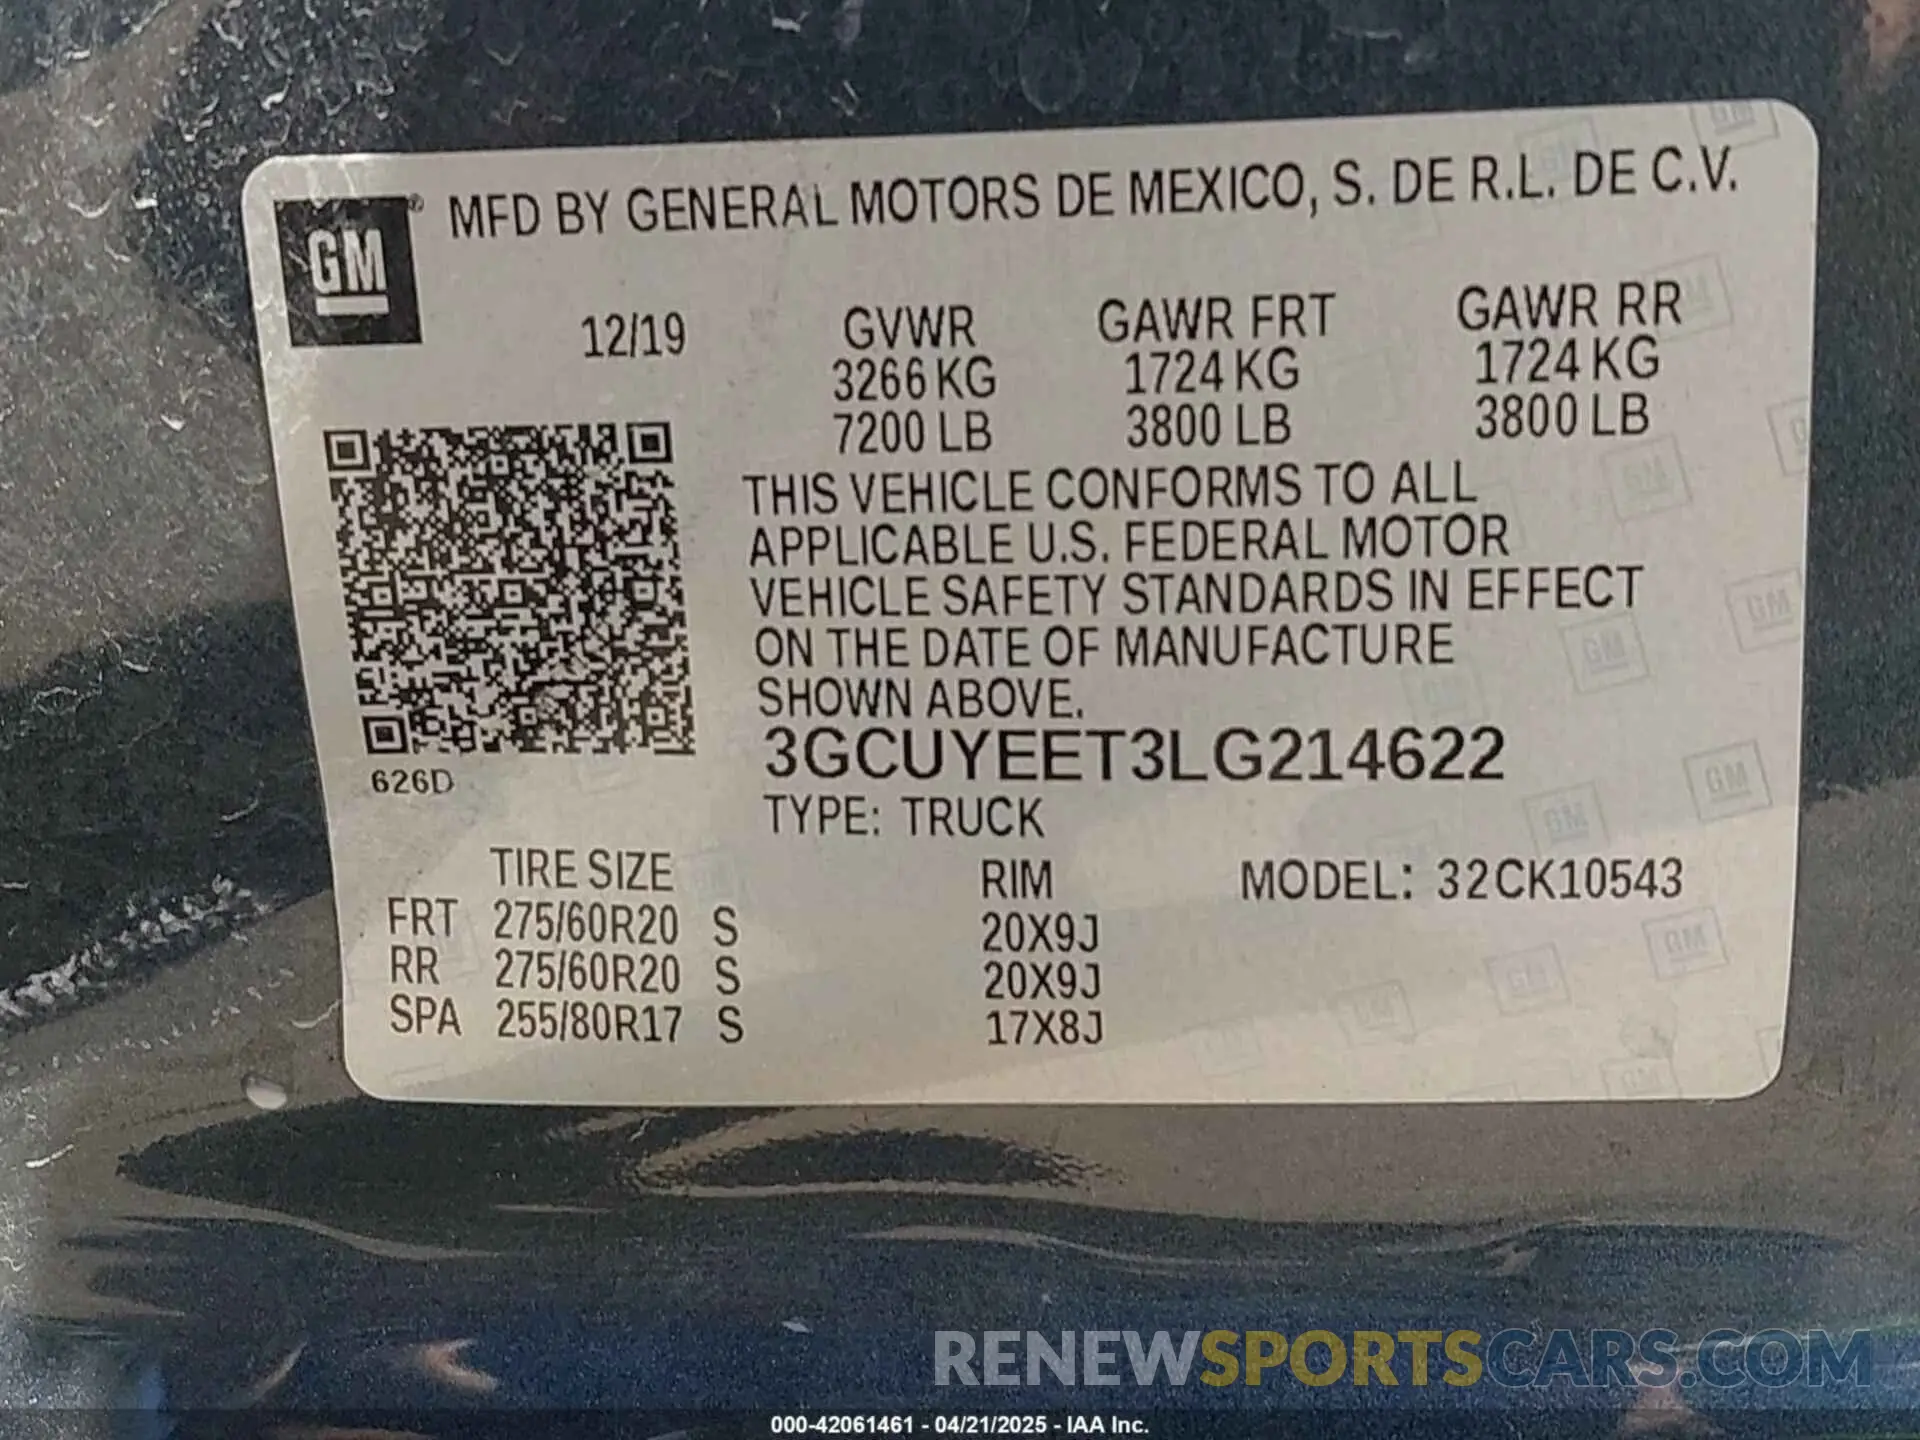 GM® MFD BY GENERAL MOTORS DE MEXICO, S. DE R.L. DE C.V.
12/19 GVWR GAWR FRT GAWR RR
3266 KG 1724 KG 1724 KG
7200 LB 3800 LB 3800 LB
THIS VEHICLE CONFORMS TO ALL
APPLICABLE U.S. FEDERAL MOTOR
VEHICLE SAFETY STANDARDS IN EFFECT
ON THE DATE OF MANUFACTURE
SHOWN ABOVE.
3GCUYEET3LG214622
626D
TYPE: TRUCK
TIRE SIZE RIM MODEL: 32CK10543
FRT 275/60R20 S 20X9J
RR 275/60R20 S 20X9J
SPA 255/80R17 S 17X8J
RENEWSPORTSCARS.COM
000-42061461 - 04/21/2025 - IAA Inc.